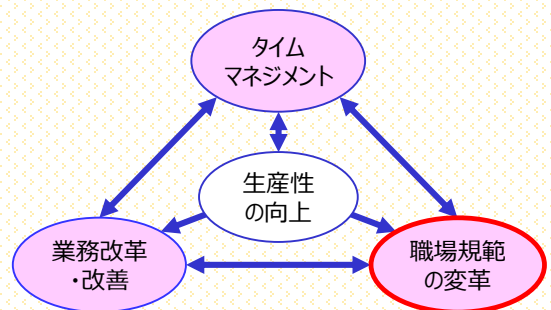 タイム
マネジメント
生産性
の向上
業務改革
・改善
職場規範
の変革